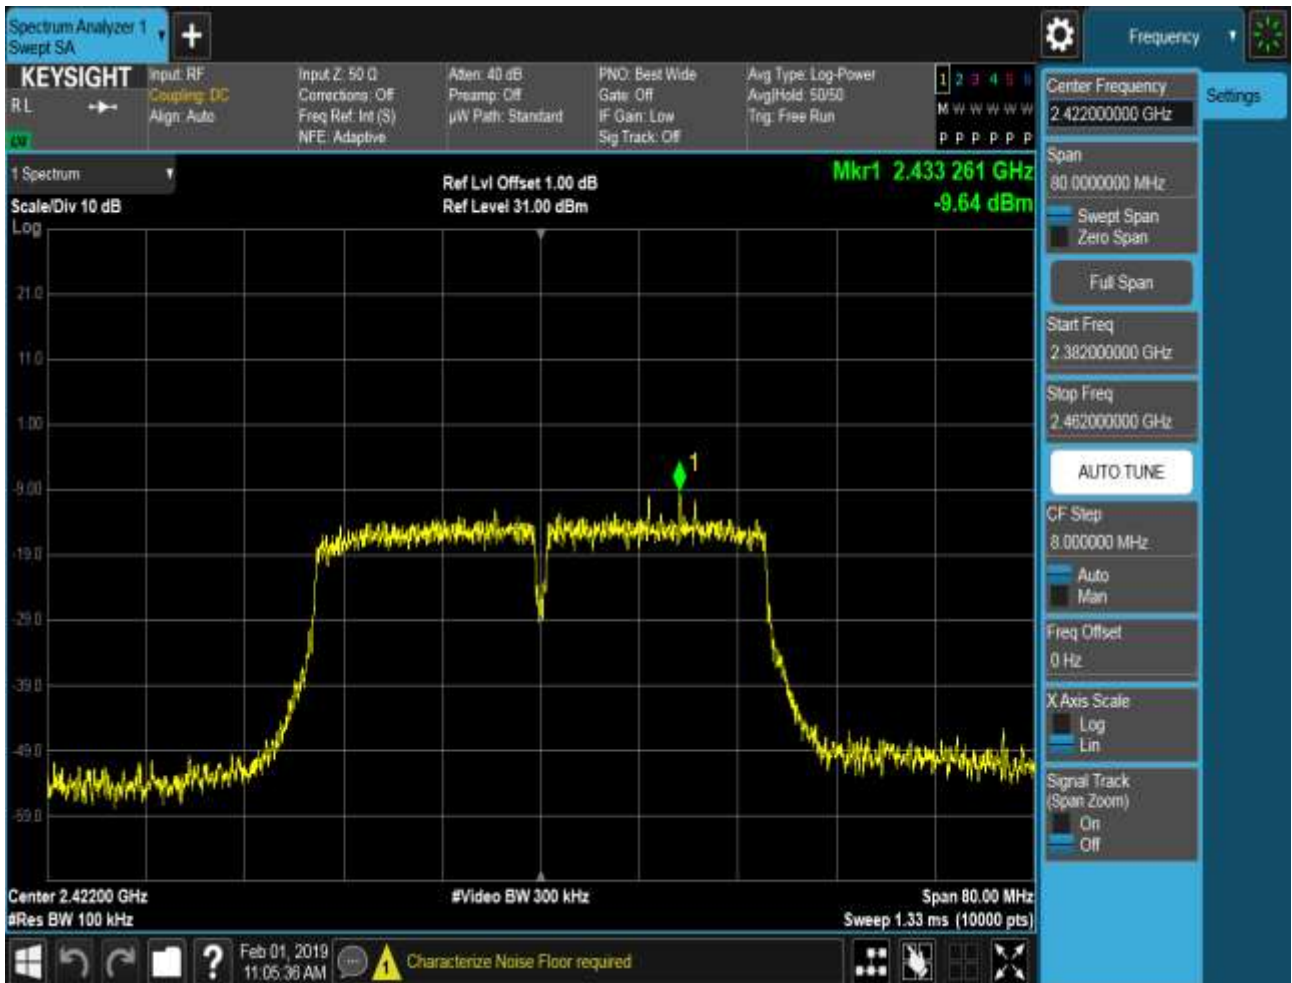 Spectrum Analyzer 1
Swept SA
+
Frequency
KEYSIGHT
RL
Input: RF
Coupling: DC
Align: Auto
Input Z: 50 Ω
Corrections: Off
Freq Ref: Int (S)
NFE: Adaptive
Atten: 40 dB
Preamp: Off
µW Path: Standard
PNO: Best Wide
Gate: Off
IF Gain: Low
Sig Track: Off
Avg Type: Log-Power
Avg|Hold: 50/50
Trig: Free Run
1 2 3 4 5 6
M W W W W W
P P P P P P
1 Spectrum
Scale/Div 10 dB
Log
Ref Lvl Offset 1.00 dB
Ref Level 31.00 dBm
Mkr1 2.433 261 GHz
-9.64 dBm
21.0
11.0
1.00
-9.00
-19.0
-29.0
-39.0
-49.0
-59.0
1
Center 2.42200 GHz
#Res BW 100 kHz
#Video BW 300 kHz
Span 80.00 MHz
Sweep 1.33 ms (10000 pts)
Feb 01, 2019
11:05:36 AM
Characterize Noise Floor required
Center Frequency
2.422000000 GHz
Settings
Span
80.0000000 MHz
Swept Span
Zero Span
Full Span
Start Freq
2.382000000 GHz
Stop Freq
2.462000000 GHz
AUTO TUNE
CF Step
8.000000 MHz
Auto
Man
Freq Offset
0 Hz
X Axis Scale
Log
Lin
Signal Track
(Span Zoom)
On
Off